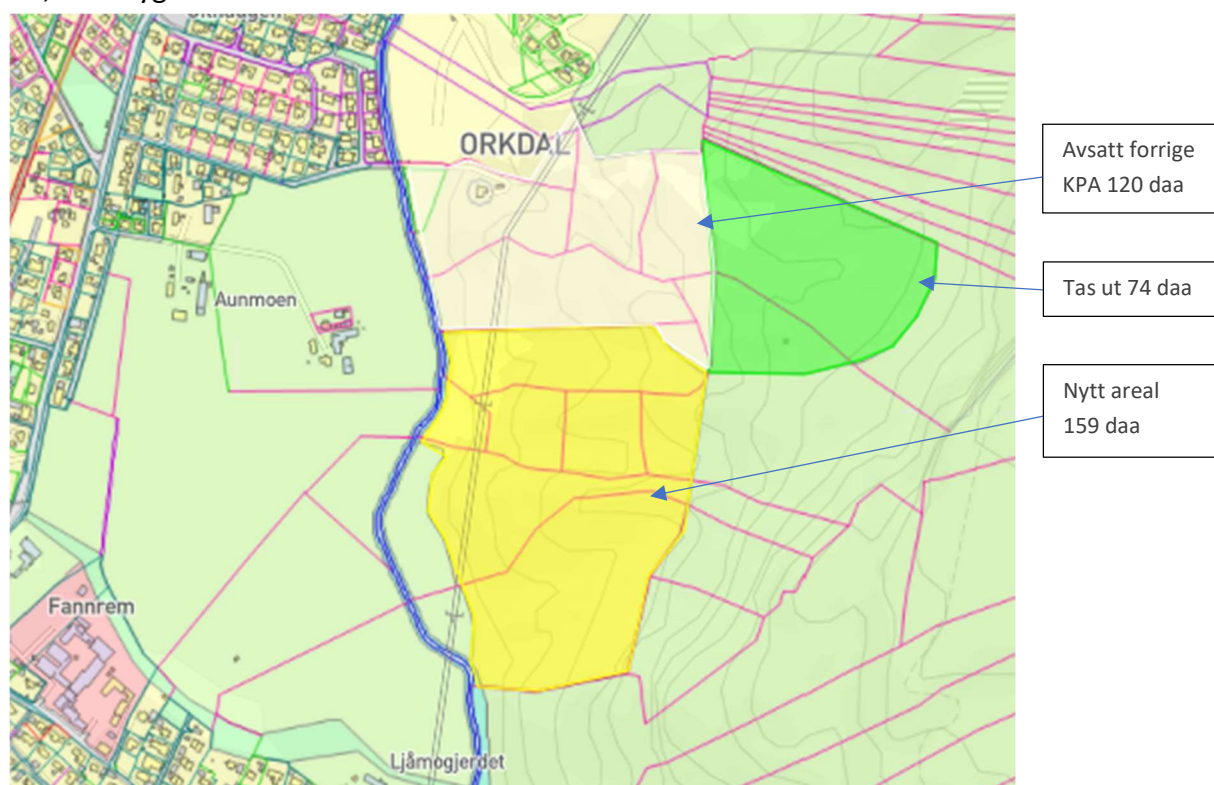 ORKDAL
Avsatt forrige
KPA 120 daa
Tas ut 74 daa
Aunmoen
Nytt areal
159 daa
Fannrem
Ljåmogjerdet